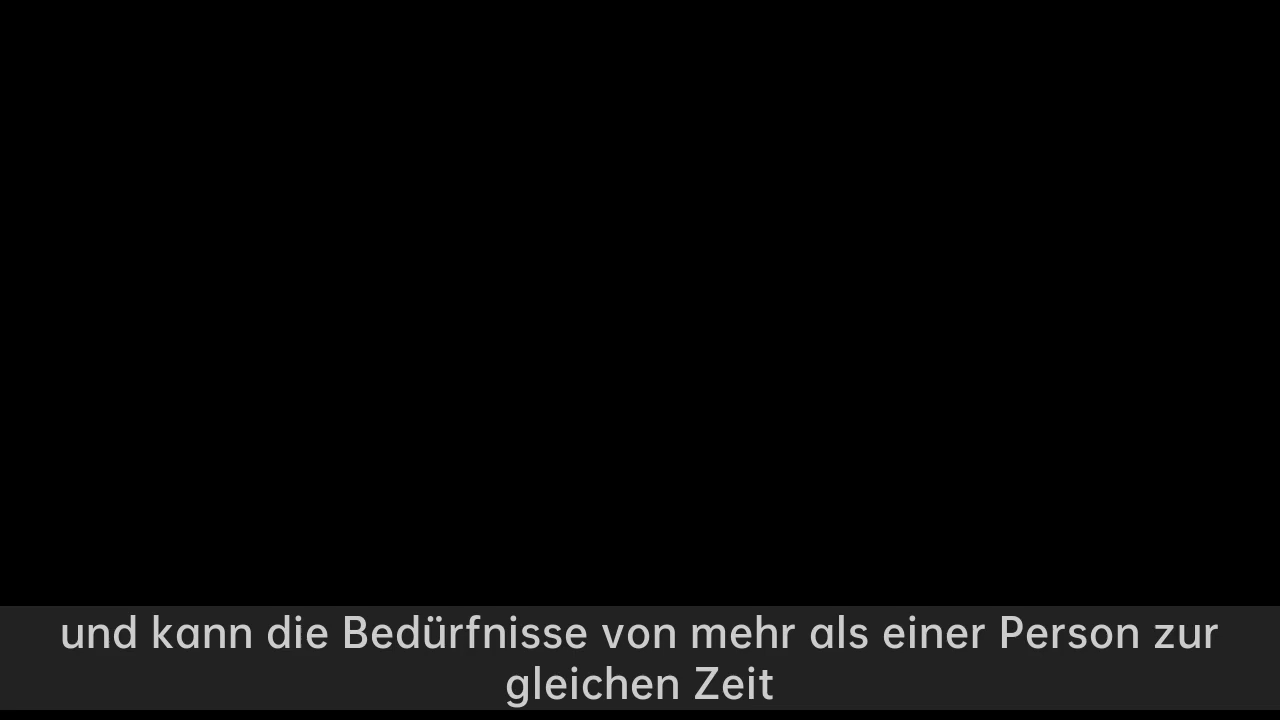 und kann die Bedürfnisse von mehr als einer Person zur
gleichen Zeit